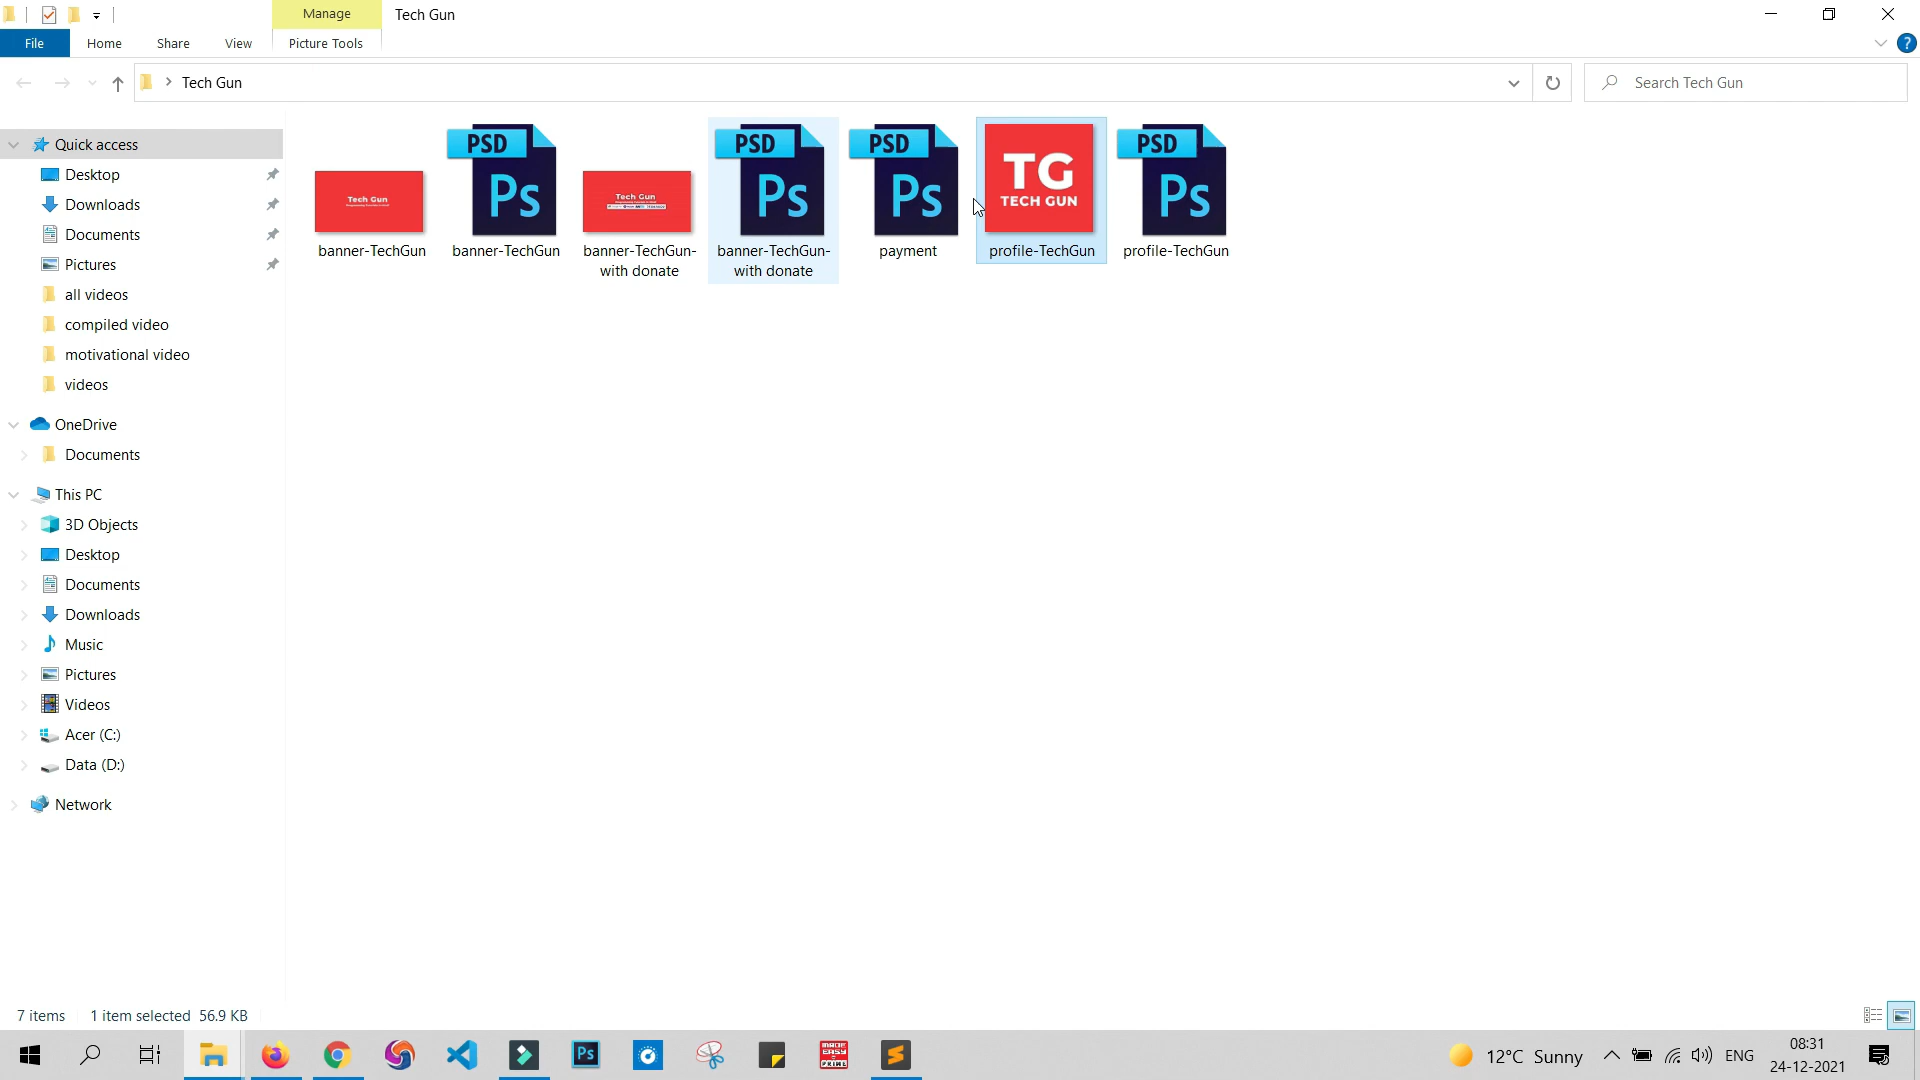 Manage
Tech Gun
File
Home
Share
View
Picture Tools
Tech Gun
Search Tech Gun
Quick access
Desktop
Downloads
Documents
Pictures
all videos
compiled video
motivational video
videos
OneDrive
Documents
This PC
3D Objects
Desktop
Documents
Downloads
Music
Pictures
Videos
Acer (C:)
Data (D:)
Network
Tech Gun
banner-TechGun
PSD
Ps
banner-TechGun
Tech Gun
banner-TechGun-
with donate
PSD
Ps
banner-TechGun-
with donate
PSD
Ps
payment
TG
TECH GUN
profile-TechGun
PSD
Ps
profile-TechGun
7 items
1 item selected 56.9 KB
Ps
MADE
EASY
PRIME
12°C Sunny
ENG
08:31
24-12-2021